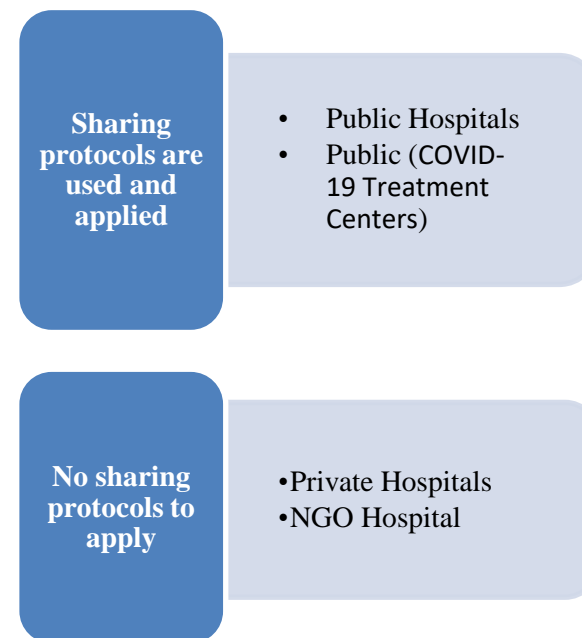 Sharing
protocols are
used and
applied
• Public Hospitals
• Public (COVID-
19 Treatment
Centers)
No sharing
protocols to
apply
•Private Hospitals
•NGO Hospital